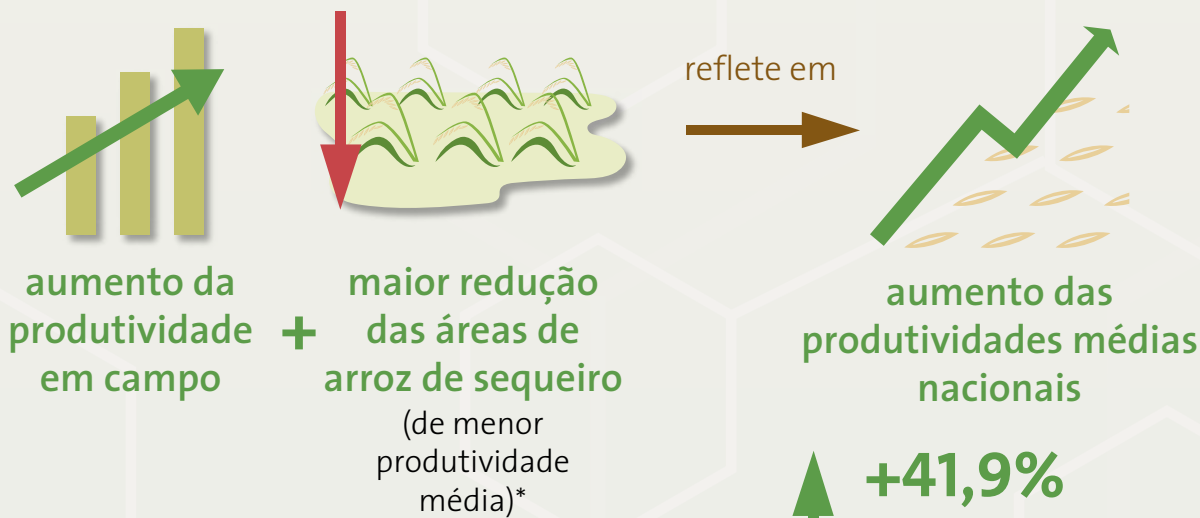 reflete em
aumento da
produtividade
em campo
+
maior redução
das áreas de
arroz de sequeiro
(de menor
produtividade
média)*
aumento das
produtividades médias
nacionais
+41,9%